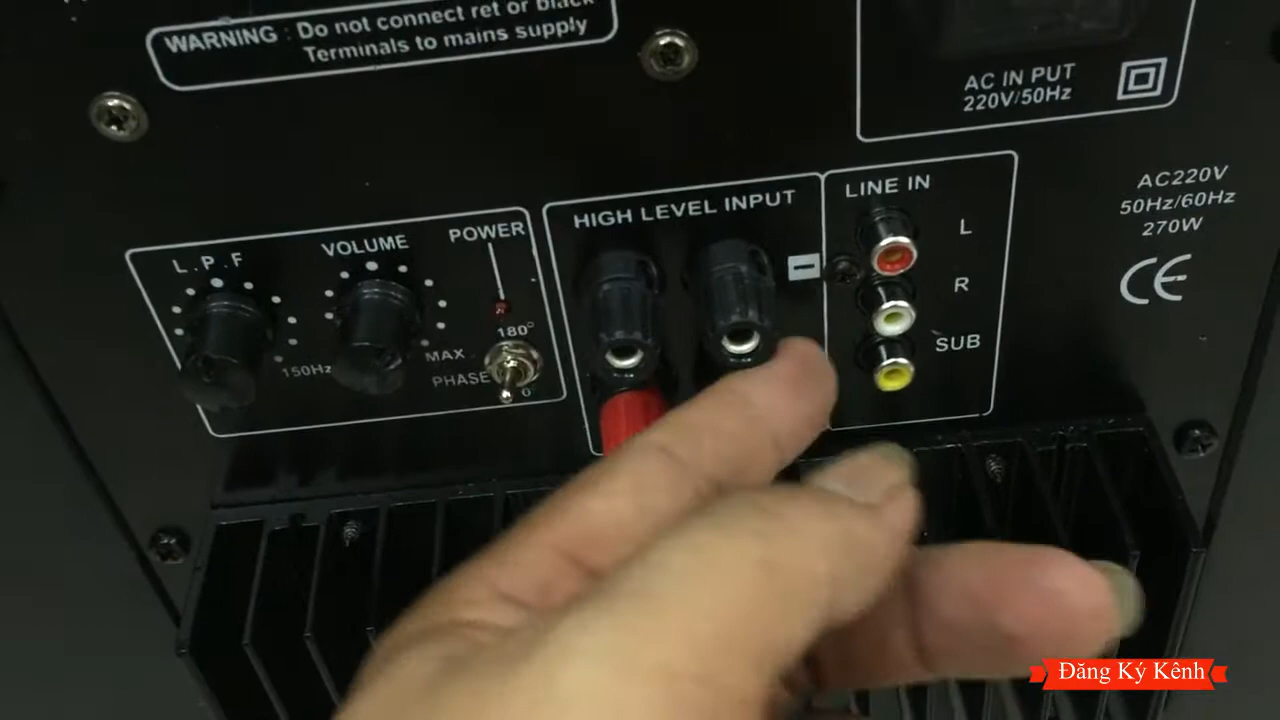 WARNING : Do not connect ret or black
Terminals to mains supply
AC IN PUT
220V/50Hz
AC220V
50Hz/60Hz
270W
CE
L.P.F
150Hz
VOLUME
MAX
POWER
180°
PHASE
0
HIGH LEVEL INPUT
LINE IN
L
R
SUB
Đăng Ký Kênh